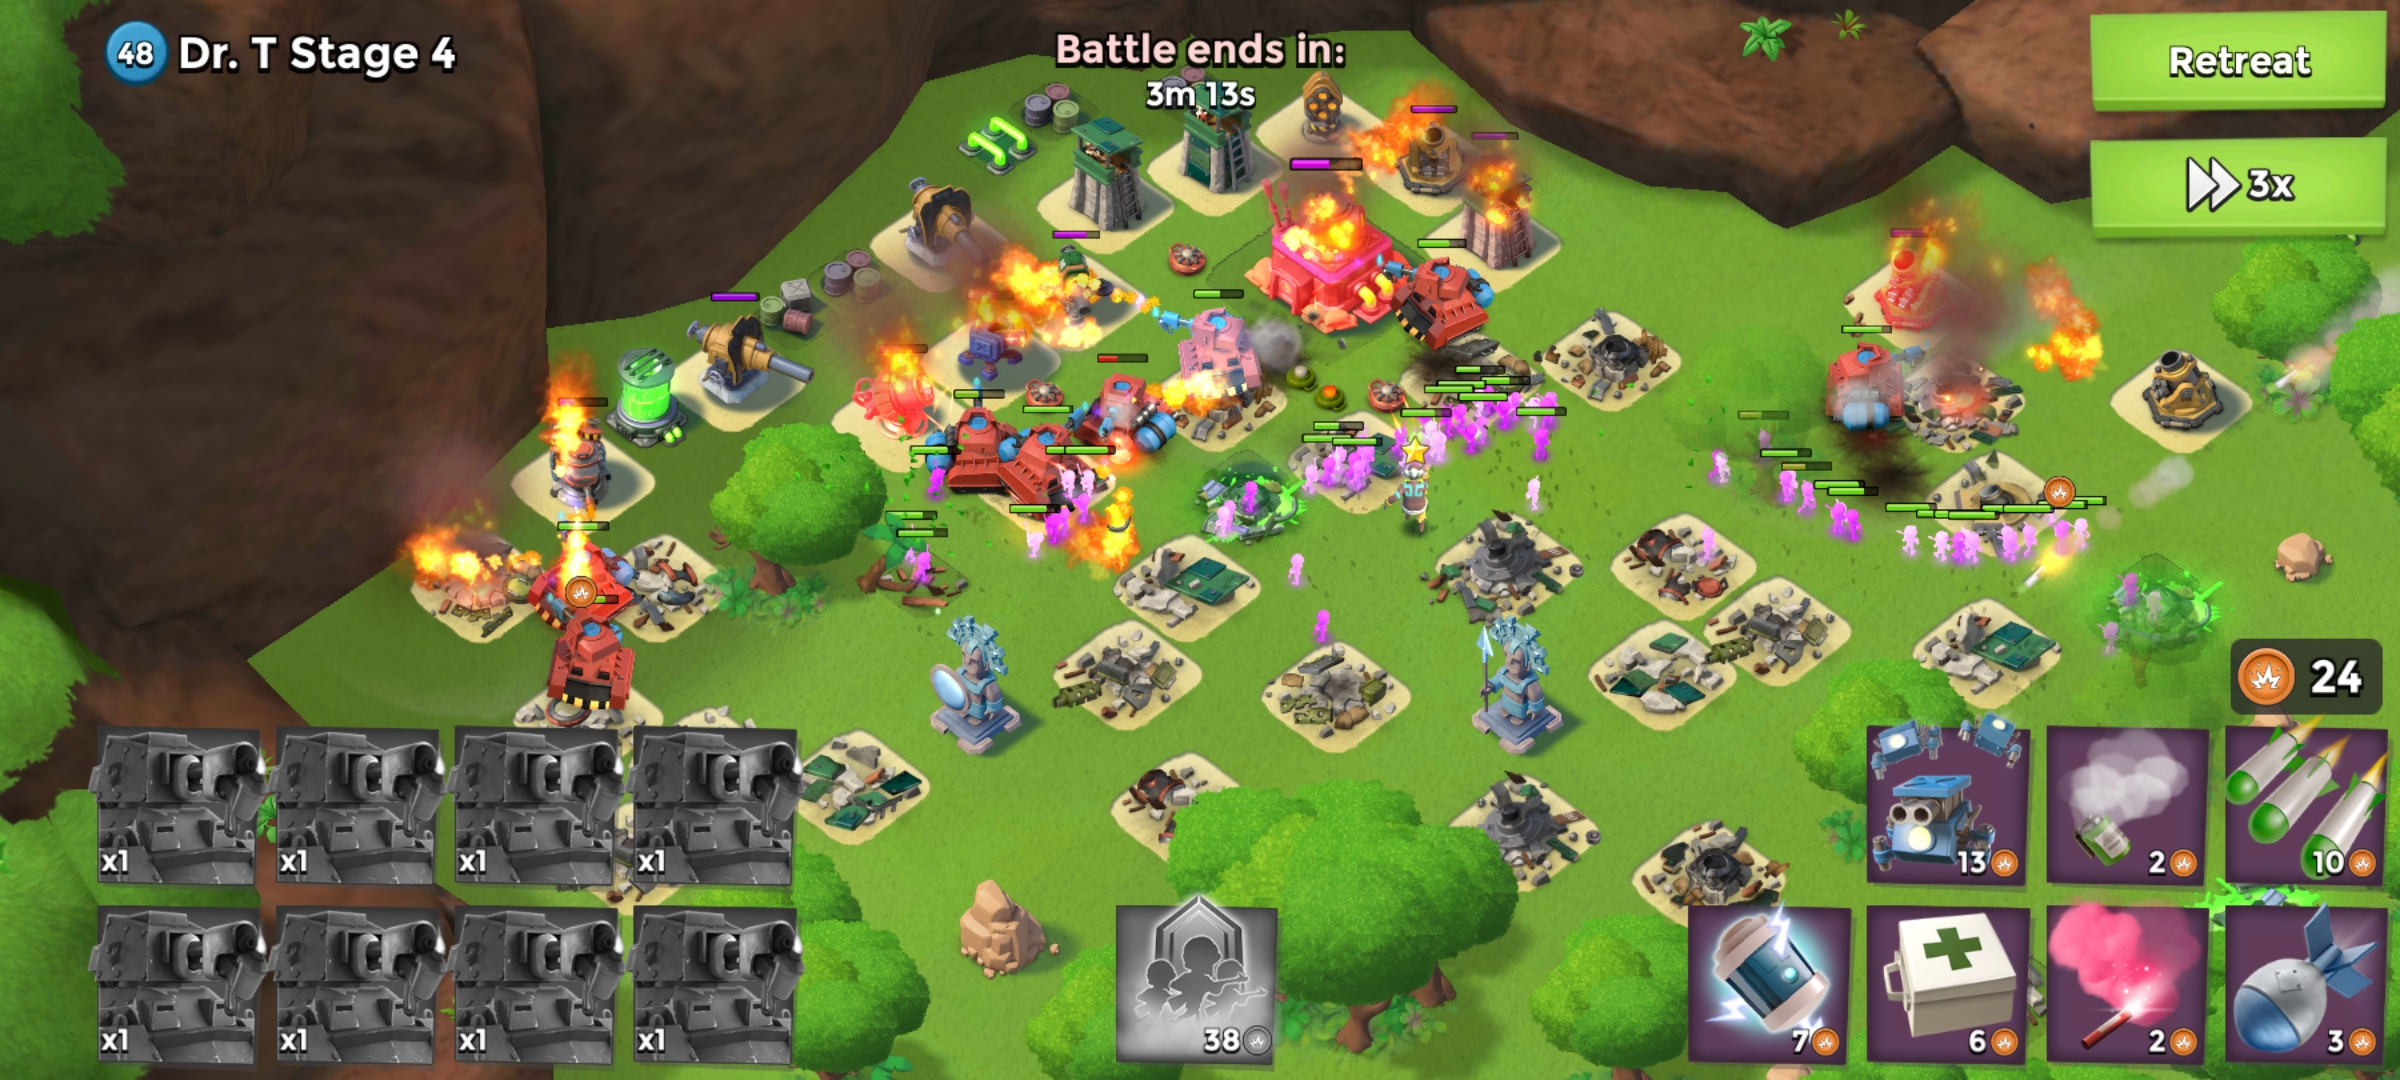 48 Dr. T Stage 4
Battle ends in:
3m 13s
Retreat
3x
24
x1 x1 x1 x1
13 2 10
x1 x1 x1 x1
38
7 6 2 3